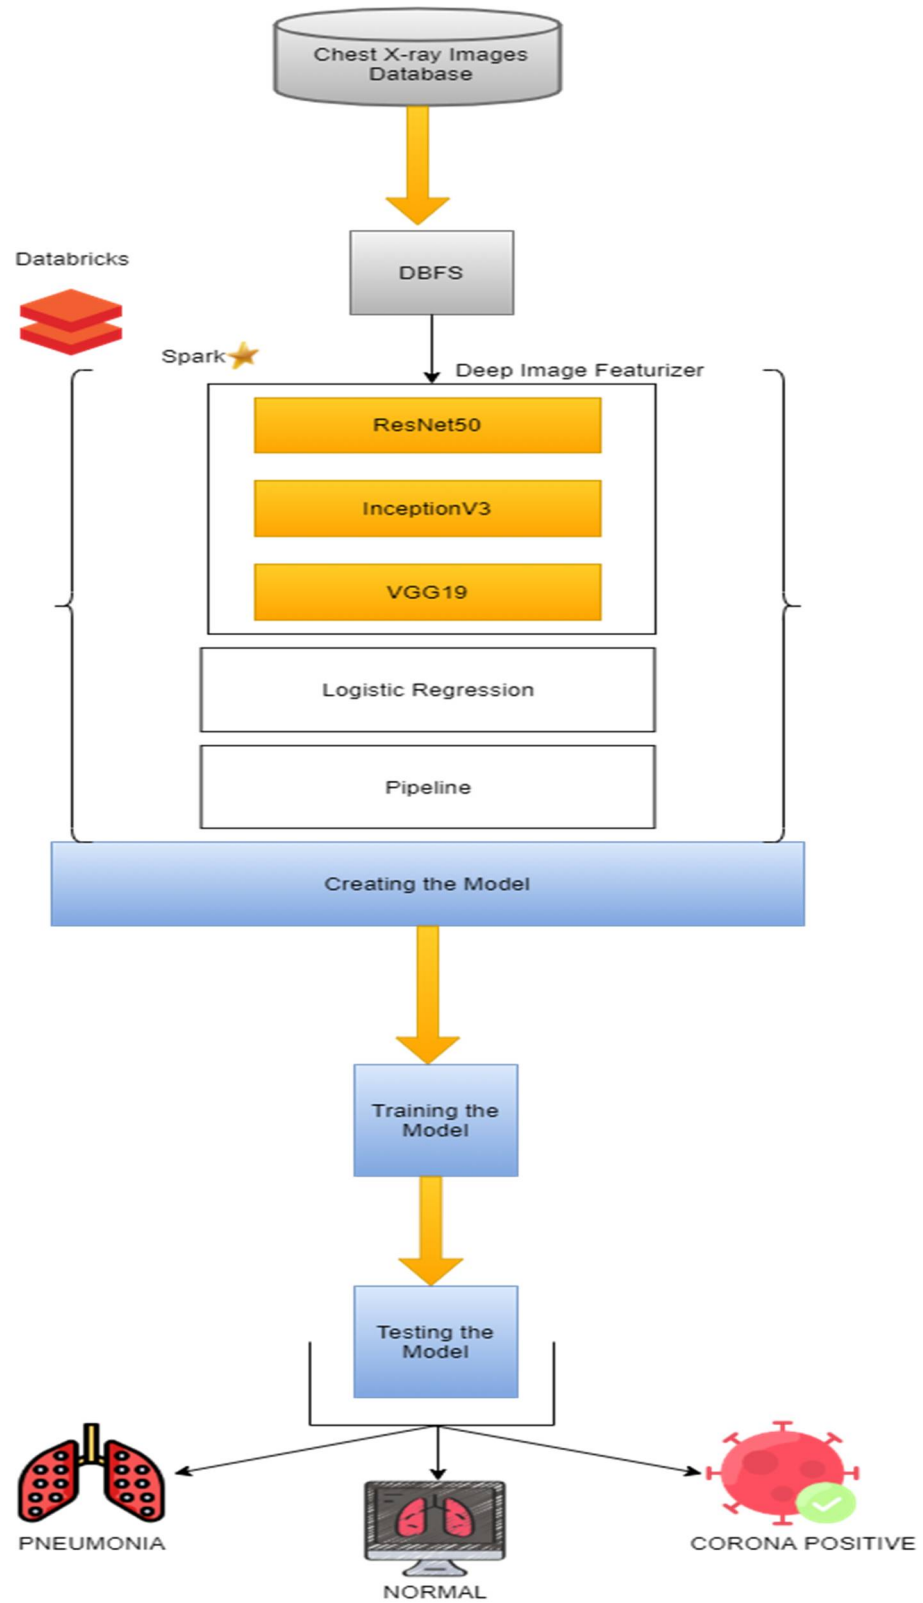 Chest X-ray Images
Database
DBFS
Databricks
Spark
Deep Image Featurizer
ResNet50
InceptionV3
VGG19
Logistic Regression
Pipeline
Creating the Model
Training the
Model
Testing the
Model
PNEUMONIA
NORMAL
CORONA POSITIVE